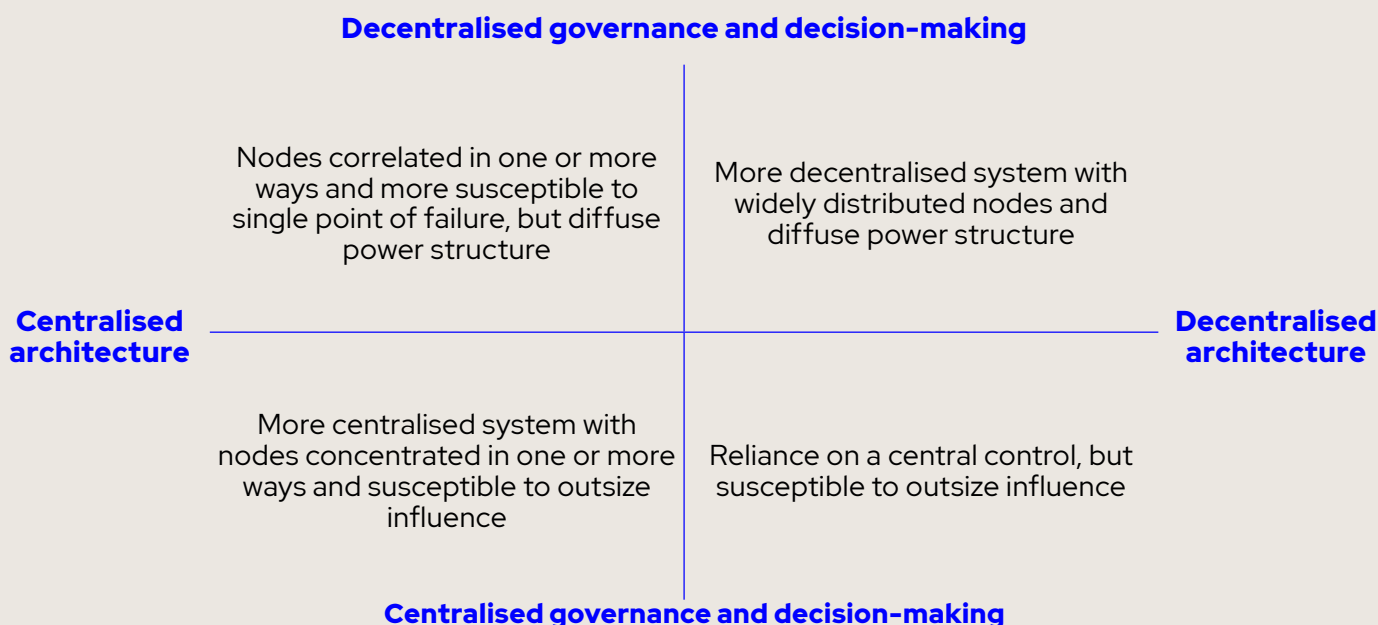 Decentralised governance and decision-making
Nodes correlated in one or more
ways and more susceptible to
single point of failure, but diffuse
power structure
More decentralised system with
widely distributed nodes and
diffuse power structure
Centralised
architecture
Decentralised
architecture
More centralised system with
nodes concentrated in one or more
ways and susceptible to outsize
influence
Reliance on a central control, but
susceptible to outsize influence
Centralised governance and decision-making